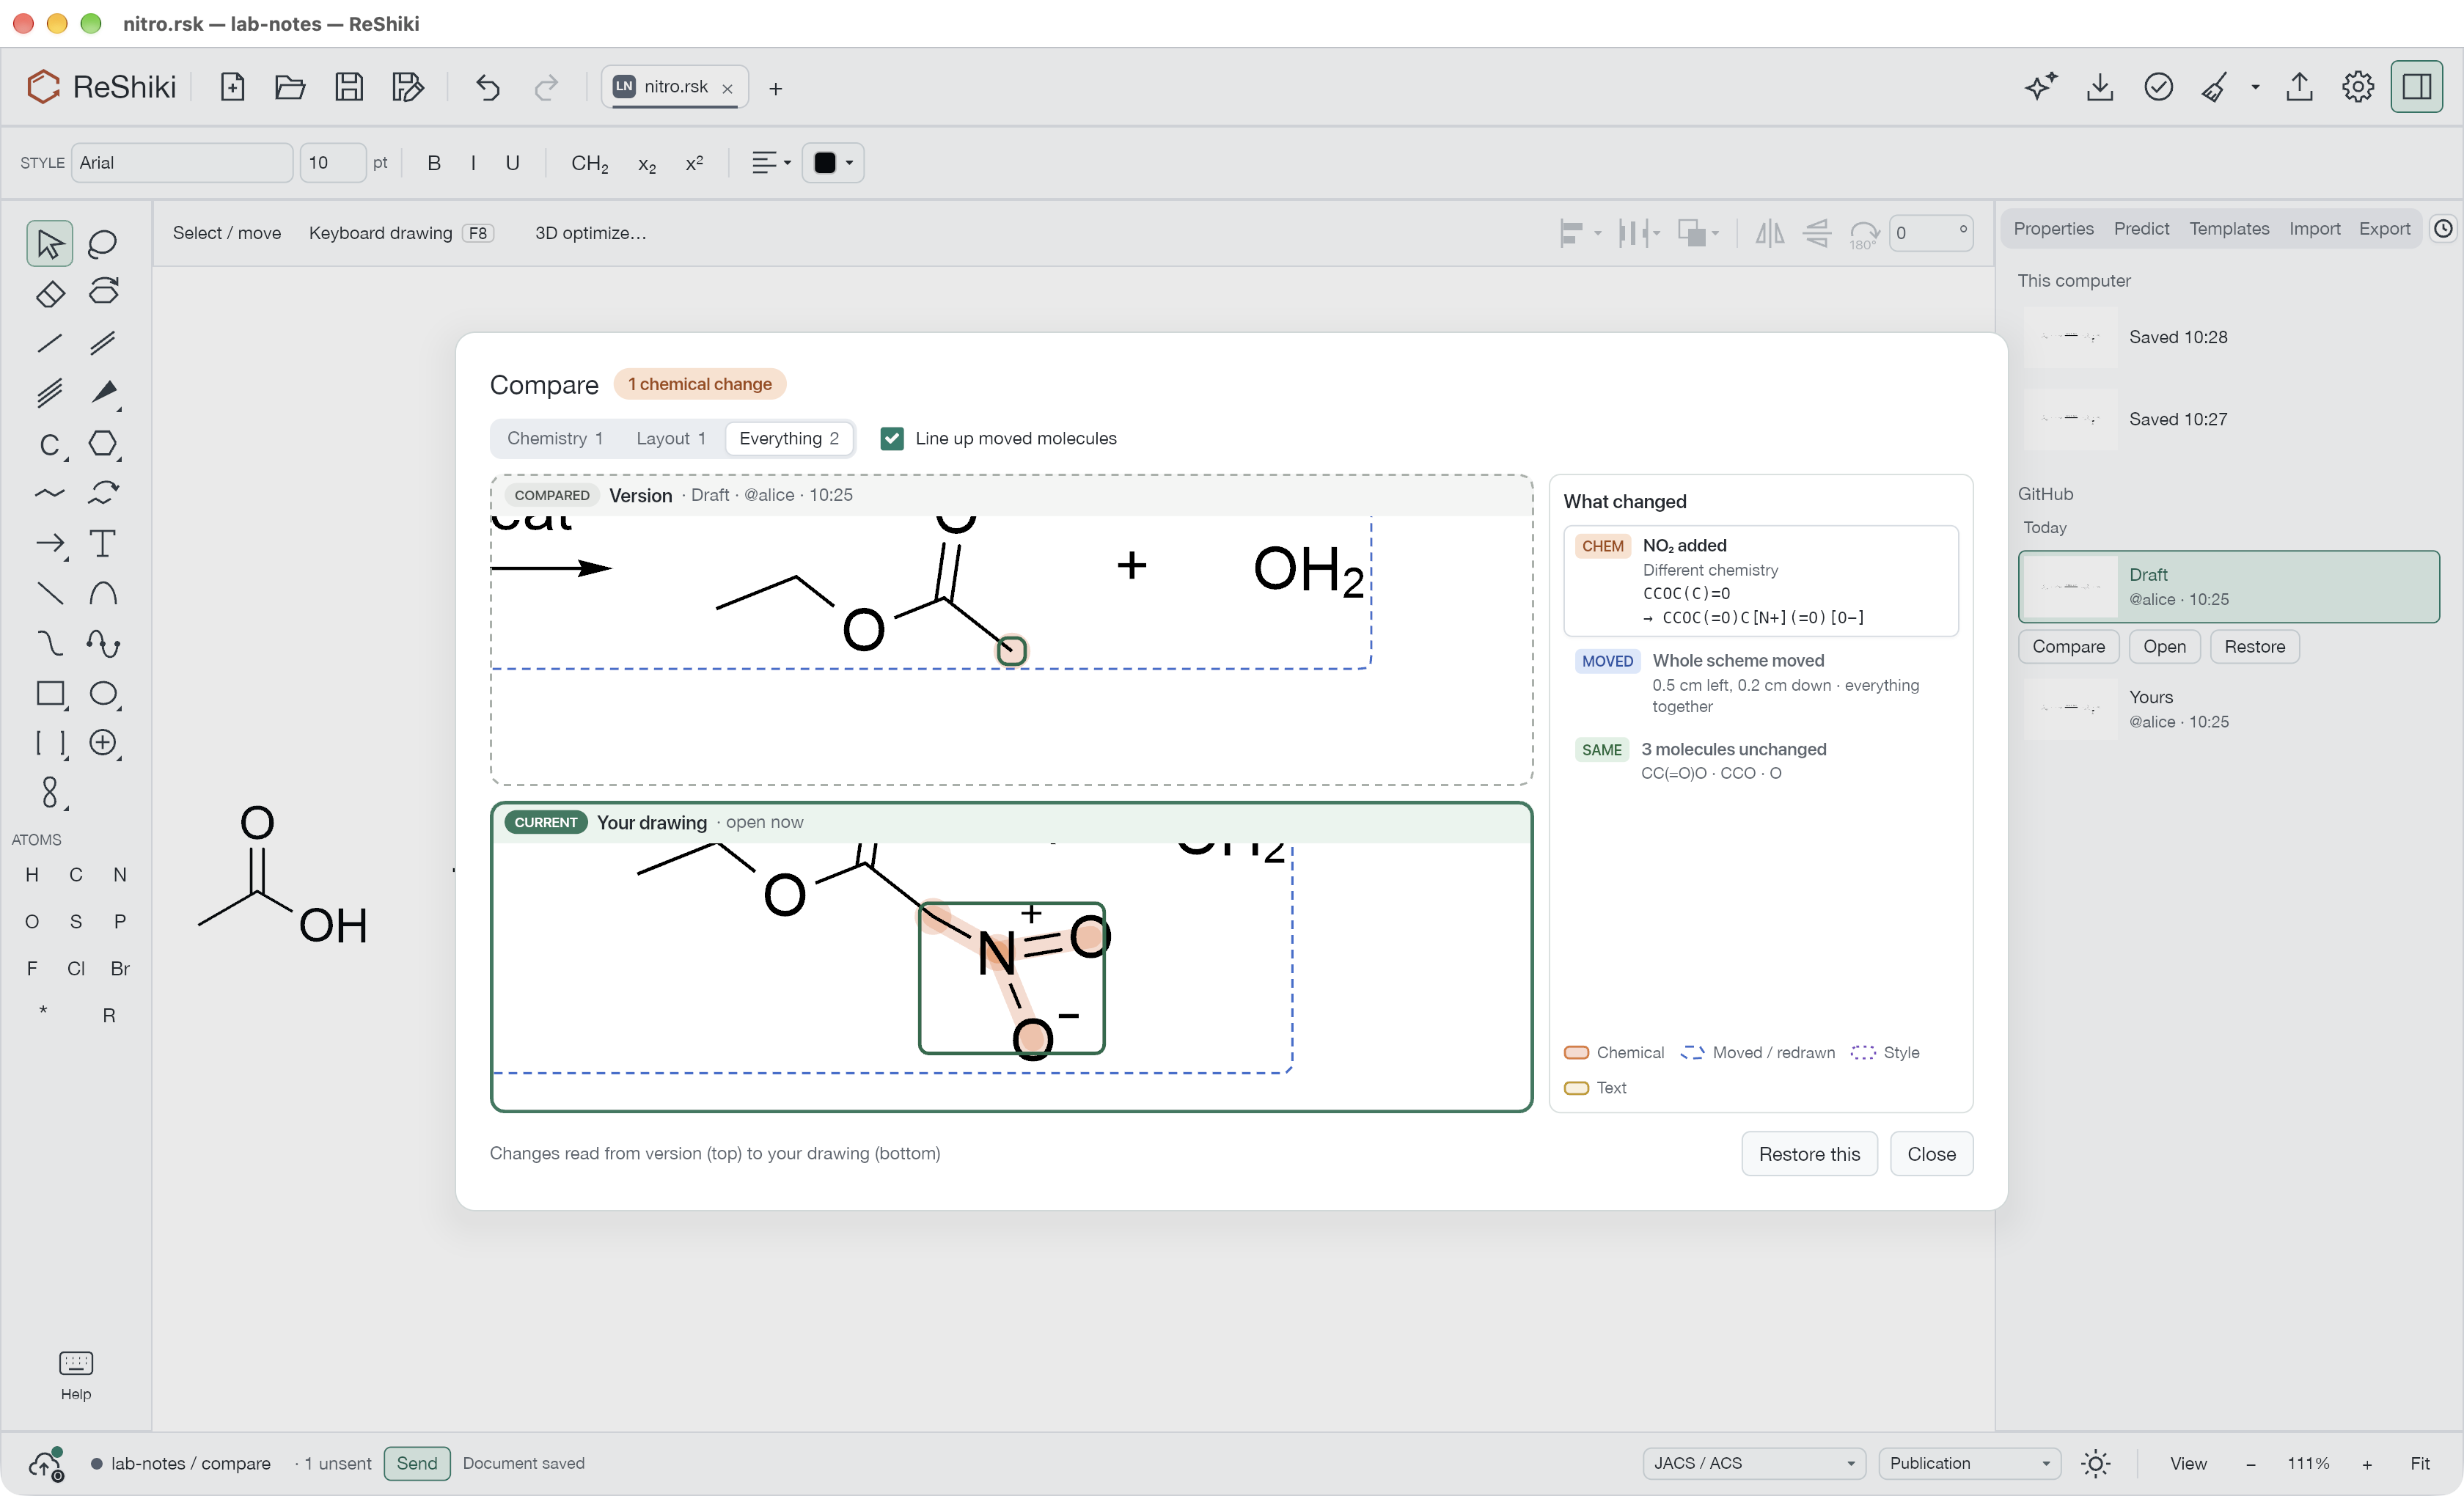 nitro.rsk — lab-notes — ReShiki
ReShiki
LN nitro.rsk × +
STYLE Arial 10 pt B I U CH₂ x₂ x²
Select / move Keyboard drawing F8 3D optimize... 180° 0 °
Properties Predict Templates Import Export
This computer
Saved 10:28
Saved 10:27
GitHub
Today
Draft
@alice · 10:25
Compare Open Restore
Yours
@alice · 10:25
C
T
ATOMS
H C N
O S P
F Cl Br
* R
Help
O
OH
Compare 1 chemical change
Chemistry 1 Layout 1 Everything 2 Line up moved molecules
COMPARED Version · Draft · @alice · 10:25
cat
O
O
+
OH₂
CURRENT Your drawing · open now
OH₂
O
+
N
O
O
−
What changed
CHEM NO₂ added
Different chemistry
CCOC(C)=O
→ CCOC(=O)C[N+](=O)[O−]
MOVED Whole scheme moved
0.5 cm left, 0.2 cm down · everything
together
SAME 3 molecules unchanged
CC(=O)O · CCO · O
Chemical Moved / redrawn Style
Text
Changes read from version (top) to your drawing (bottom)
Restore this Close
lab-notes / compare · 1 unsent Send Document saved
JACS / ACS Publication View − 111% + Fit